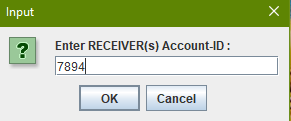 Input
Enter RECEIVER(s) Account-ID :
7894
OK Cancel